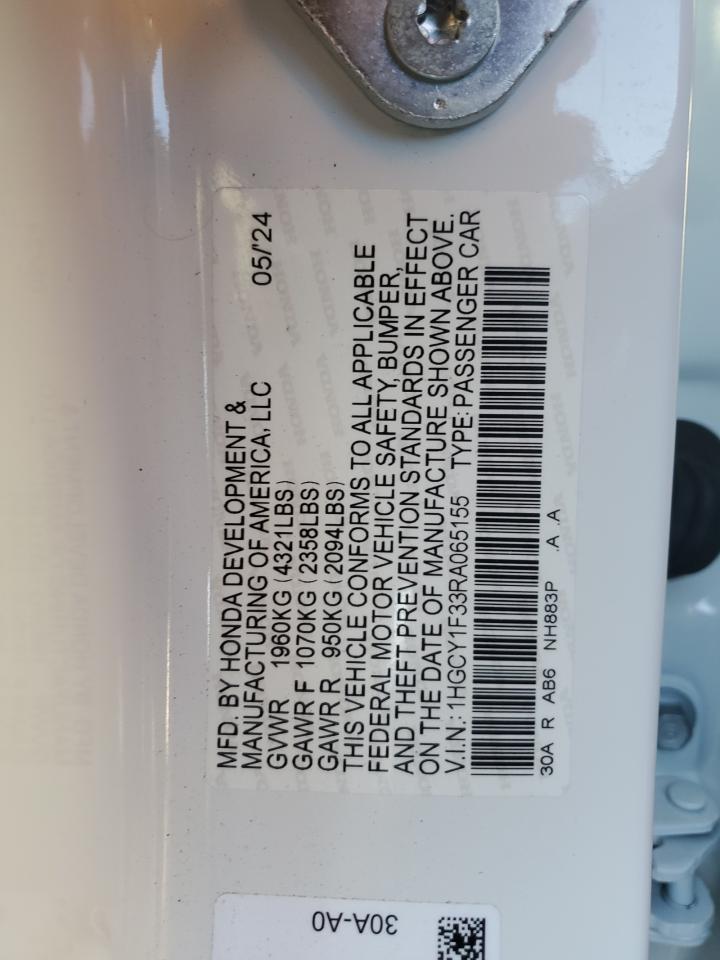 MFD. BY HONDA DEVELOPMENT &
MANUFACTURING OF AMERICA, LLC 05/'24
GVWR 1960KG (4321LBS)
GAWR F 1070KG (2358LBS)
GAWR R 950KG (2094LBS)
THIS VEHICLE CONFORMS TO ALL APPLICABLE
FEDERAL MOTOR VEHICLE SAFETY, BUMPER,
AND THEFT PREVENTION STANDARDS IN EFFECT
ON THE DATE OF MANUFACTURE SHOWN ABOVE.
V.I.N.: 1HGCY1F33RA065155 TYPE: PASSENGER CAR
30A R AB6 NH883P .A .A
30A-A0